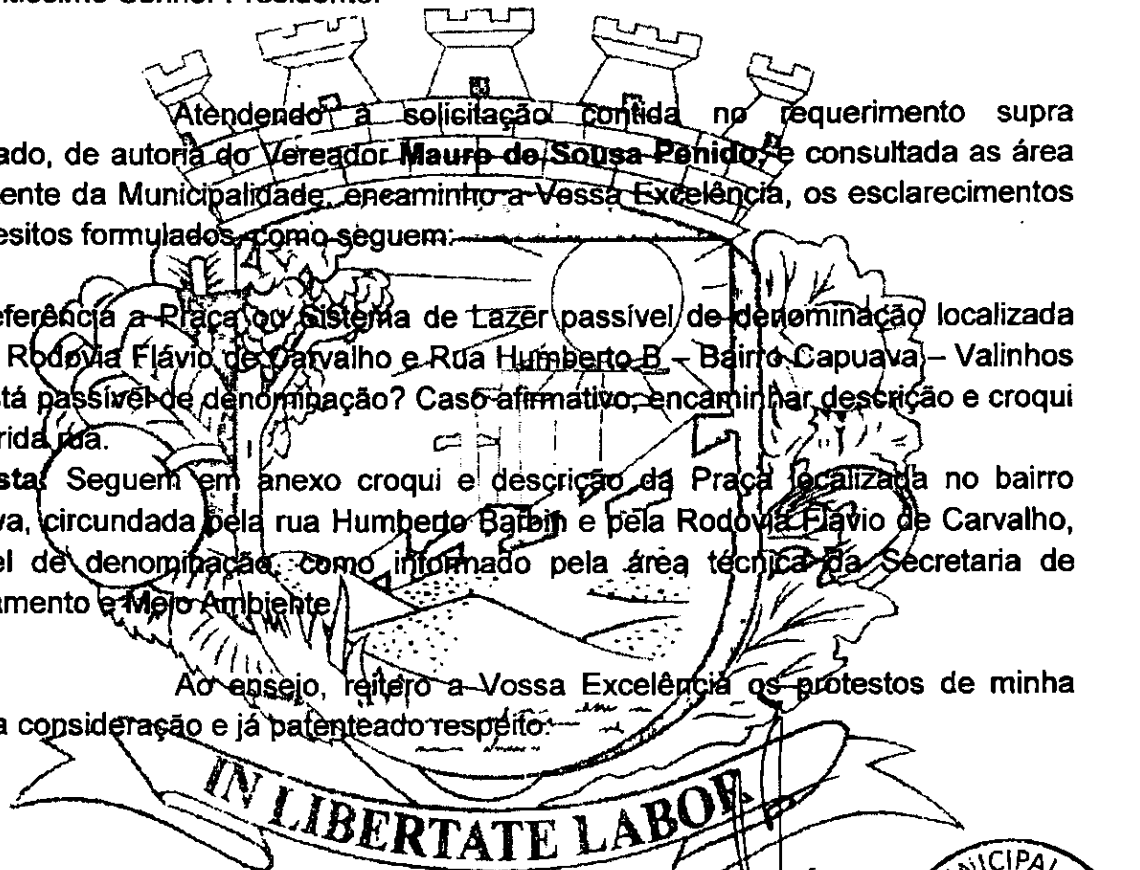 Atendendo à solicitação contida no requerimento supra
ado, de autoria do Vereador Mauro de Sousa Penido, e consultada as área
ente da Municipalidade, encaminho a Vossa Excelência, os esclarecimentos
esitos formulados, como seguem:
eferência a Praça ou Sistema de Lazer passível de denominação localizada
Rodovia Flávio de Carvalho e Rua Humberto B – Bairro Capuava – Valinhos
stá passível de denominação? Caso afirmativo, encaminhar descrição e croqui
rida rua.
sta: Seguem em anexo croqui e descrição da Praça localizada no bairro
va, circundada pela rua Humberto Barbin e pela Rodovia Flávio de Carvalho,
el de denominação, como informado pela área técnica da Secretaria de
amento e Meio Ambiente.
Ao ensejo, reitero a Vossa Excelência os protestos de minha
a consideração e já patenteado respeito.
IN LIBERTATE LABOR
NICIPAL